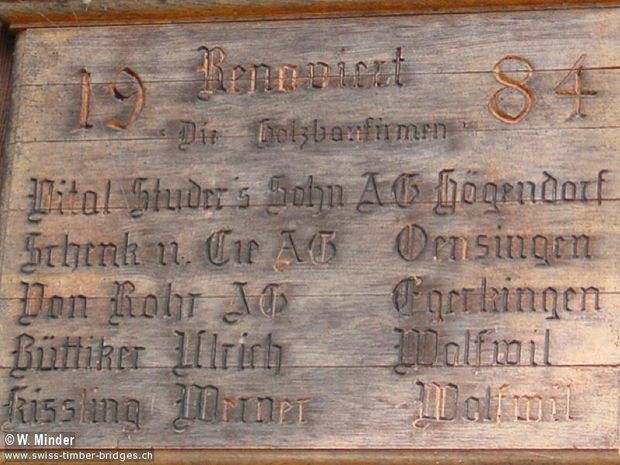 19 Renoviert 84
"Die Holzbaufirmen"
Vital Studer's Sohn AG Högendorf
Schenk u. Cie AG Oensingen
Von Rohr AG Egerkingen
Büttiker Ulrich Wolfwil
Kissling Werner Wolfwil
© W. Minder
www.swiss-timber-bridges.ch